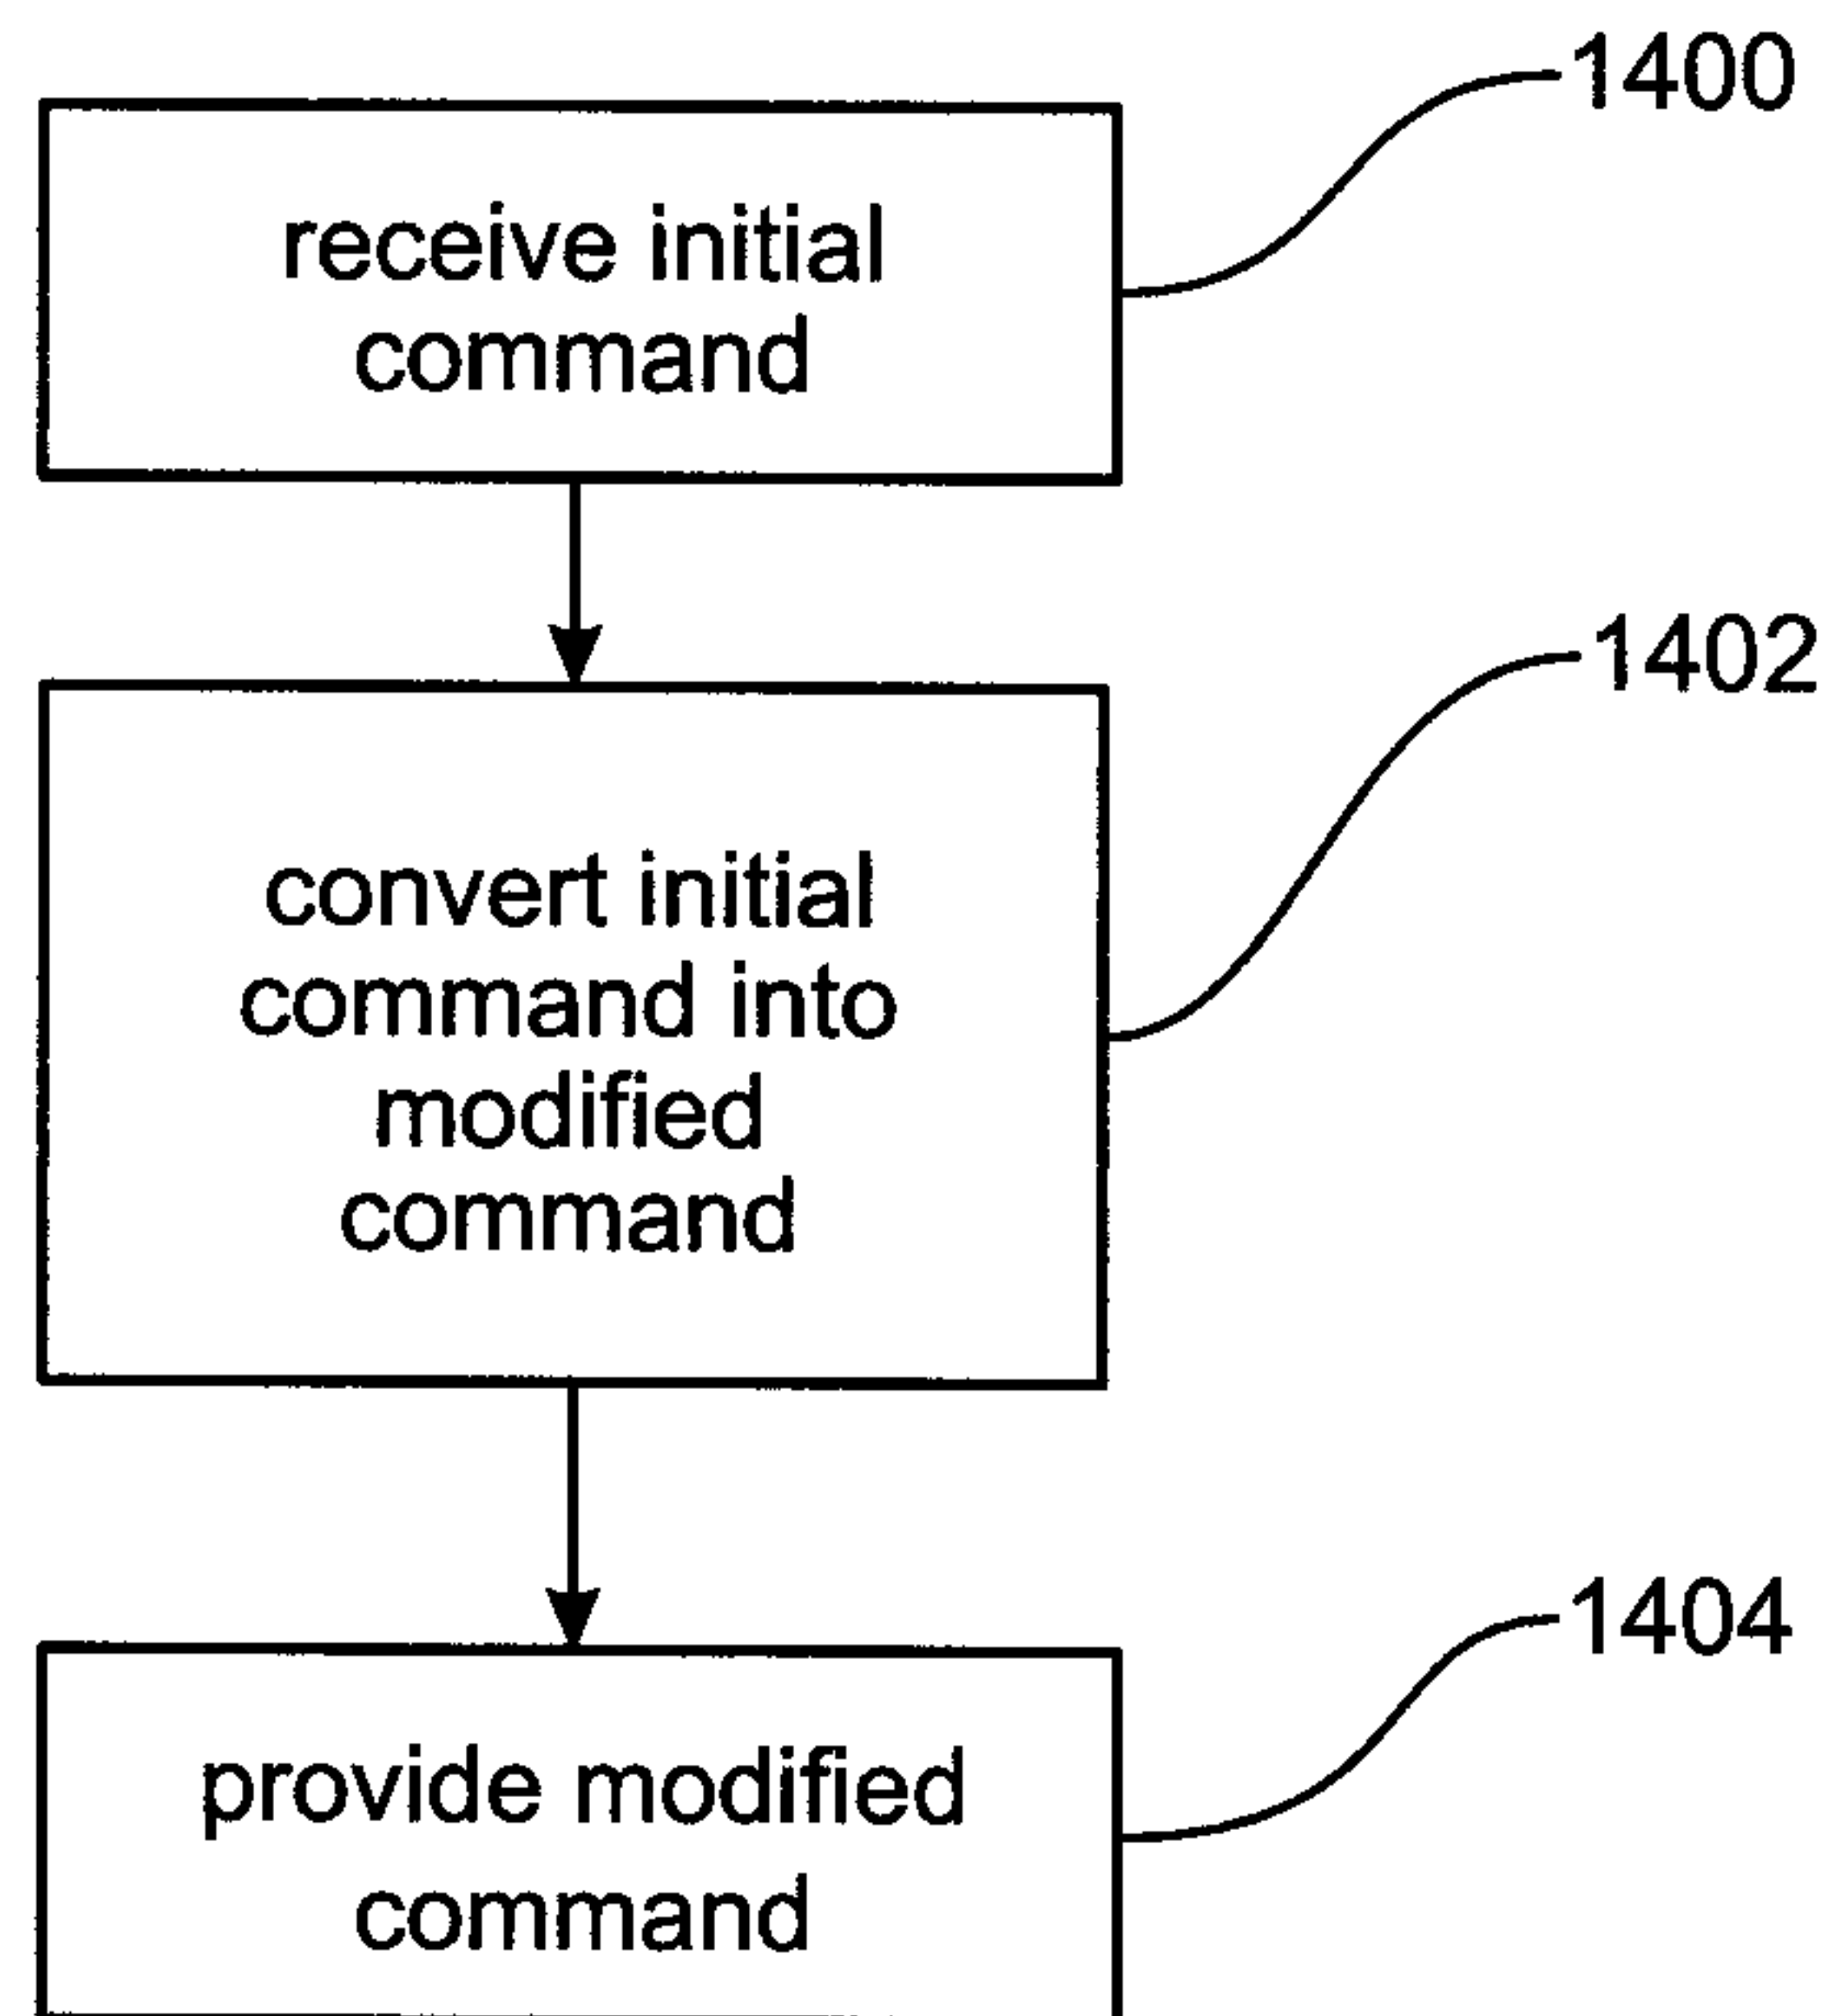 1400
receive initial
command
1402
convert initial
command into
modified
command
1404
provide modified
command